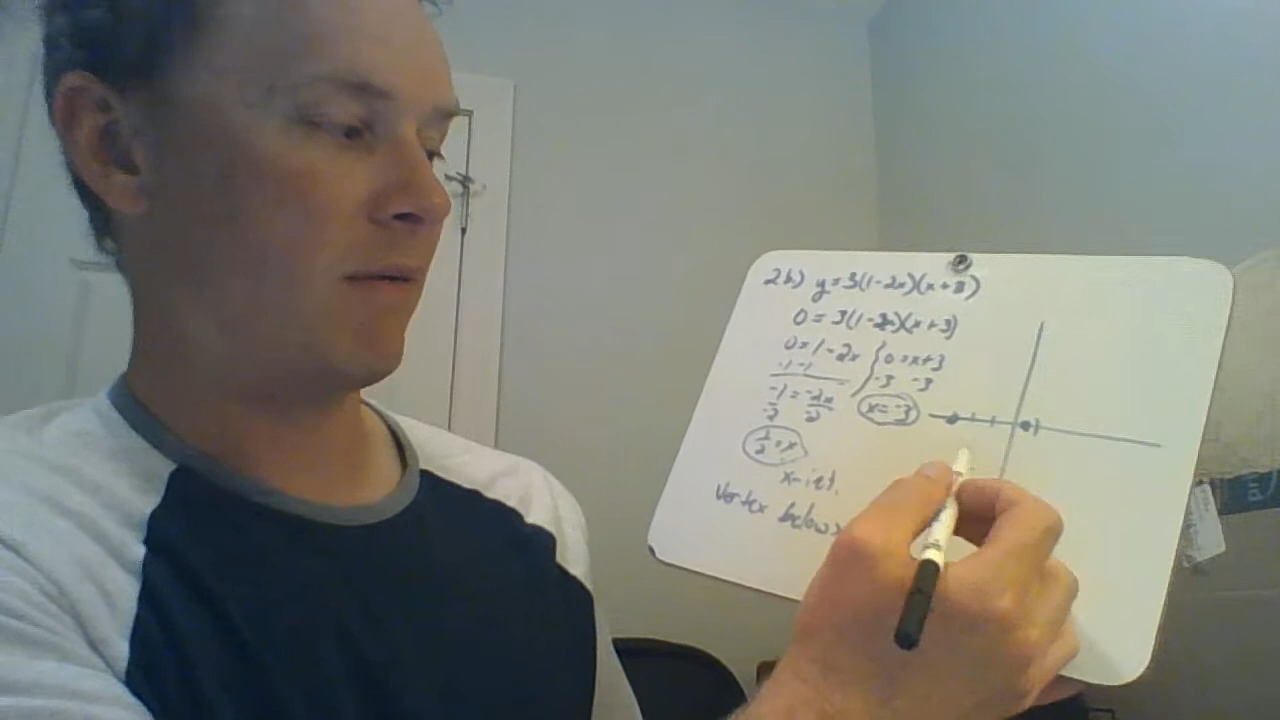 2b) y=3(1-2x)(x+3)
0=3(1-2x)(x+3)
0=1-2x
-1 -1
-1 = -2x
-2 -2
1/2=x
0=x+3
-3 -3
x=-3
x-int.
Vertex below